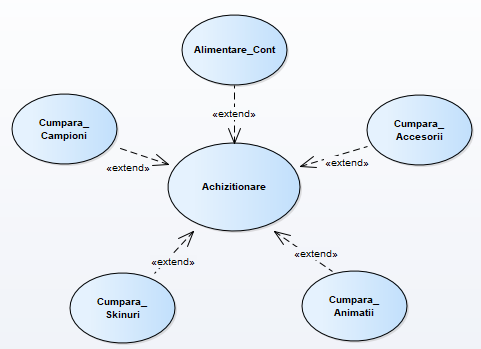 Alimentare_Cont
«extend»
Cumpara_
Campioni
Cumpara_
Accesorii
«extend»
«extend»
Achizitionare
«extend»
«extend»
Cumpara_
Skinuri
Cumpara_
Animatii